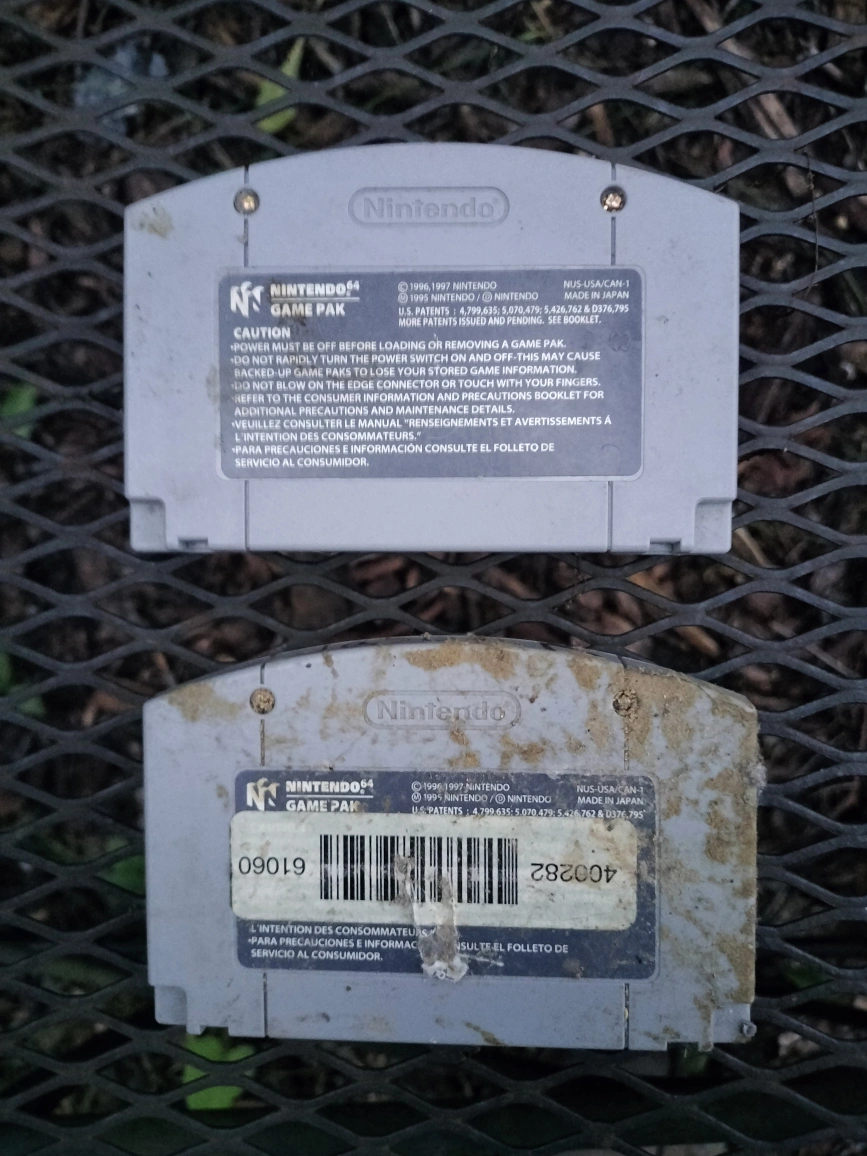 Nintendo
NINTENDO 64
GAME PAK
© 1996,1997 NINTENDO
Ⓜ 1995 NINTENDO / Ⓓ NINTENDO
NUS-USA/CAN-1
MADE IN JAPAN
U.S. PATENTS : 4,799,635; 5,070,479; 5,426,762 & D376,795
MORE PATENTS ISSUED AND PENDING. SEE BOOKLET.
CAUTION
•POWER MUST BE OFF BEFORE LOADING OR REMOVING A GAME PAK.
•DO NOT RAPIDLY TURN THE POWER SWITCH ON AND OFF-THIS MAY CAUSE
BACKED-UP GAME PAKS TO LOSE YOUR STORED GAME INFORMATION.
•DO NOT BLOW ON THE EDGE CONNECTOR OR TOUCH WITH YOUR FINGERS.
•REFER TO THE CONSUMER INFORMATION AND PRECAUTIONS BOOKLET FOR
ADDITIONAL PRECAUTIONS AND MAINTENANCE DETAILS.
•VEUILLEZ CONSULTER LE MANUAL "RENSEIGNEMENTS ET AVERTISSEMENTS Á
L'INTENTION DES CONSOMMATEURS."
•PARA PRECAUCIONES E INFORMACIÓN CONSULTE EL FOLLETO DE
SERVICIO AL CONSUMIDOR.
Nintendo
NINTENDO 64
GAME PAK
© 1996,1997 NINTENDO
Ⓜ 1995 NINTENDO / Ⓓ NINTENDO
NUS-USA/CAN-1
MADE IN JAPAN
U.S. PATENTS : 4,799,635; 5,070,479; 5,426,762 & D376,795
400282 61060
L'INTENTION DES CONSOMMATEURS
•PARA PRECAUCIONES E INFORMAC NSULTE EL FOLLETO DE
SERVICIO AL CONSUMIDOR.